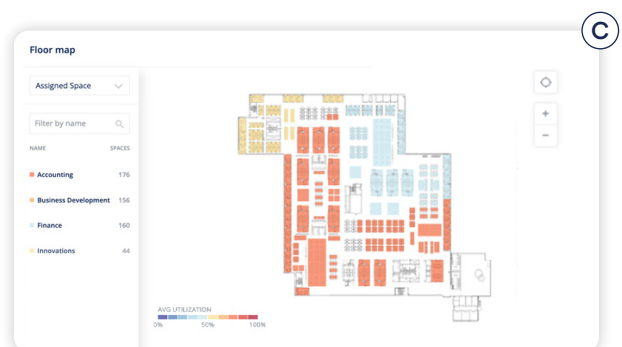 C
Floor map
Assigned Space
Filter by name
NAME SPACES
Accounting 176
Business Development 156
Finance 160
Innovations 44
+
-
AVG UTILIZATION
0% 50% 100%